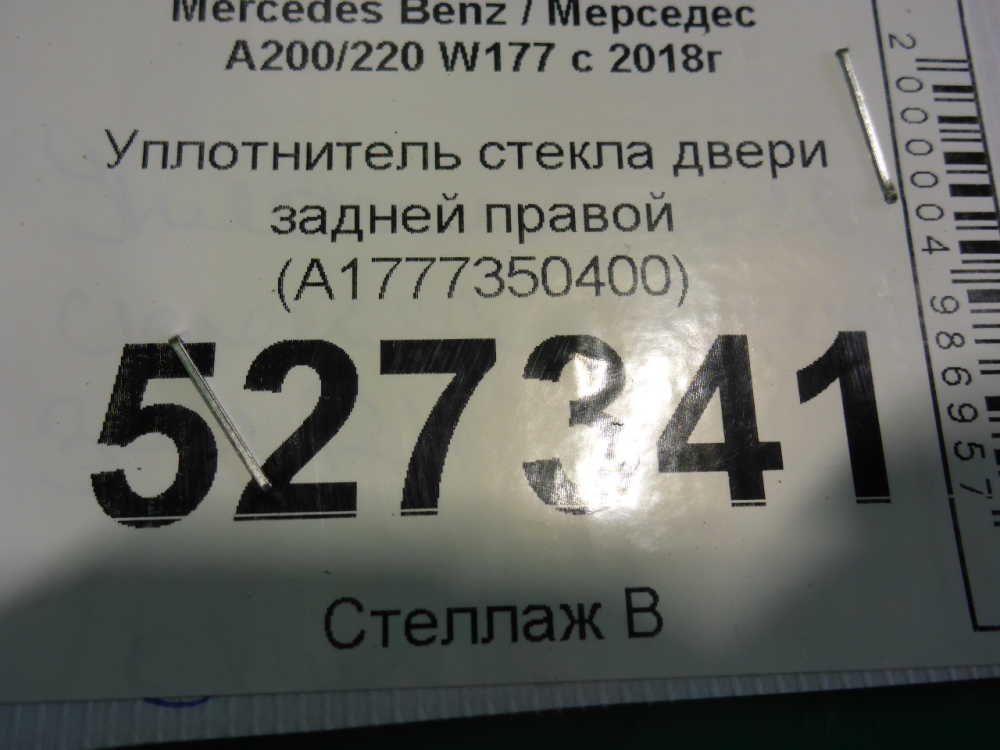 Mercedes Benz / Мерседес
A200/220 W177 с 2018г
Уплотнитель стекла двери
задней правой
(A1777350400)
527341
Стеллаж В
2000004986957